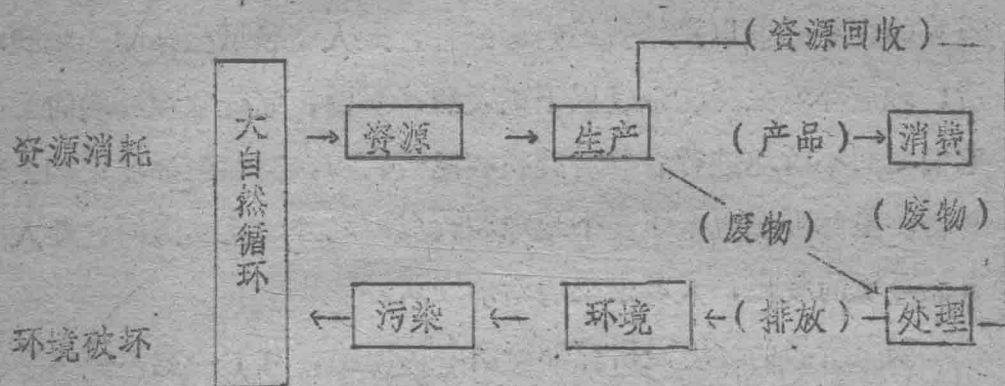 （资源回收）
资源消耗 大自然循环 → 资源 → 生产 （产品）→ 消费
（废物） （废物）
环境破坏 ← 污染 ← 环境 ←（排放）— 处理